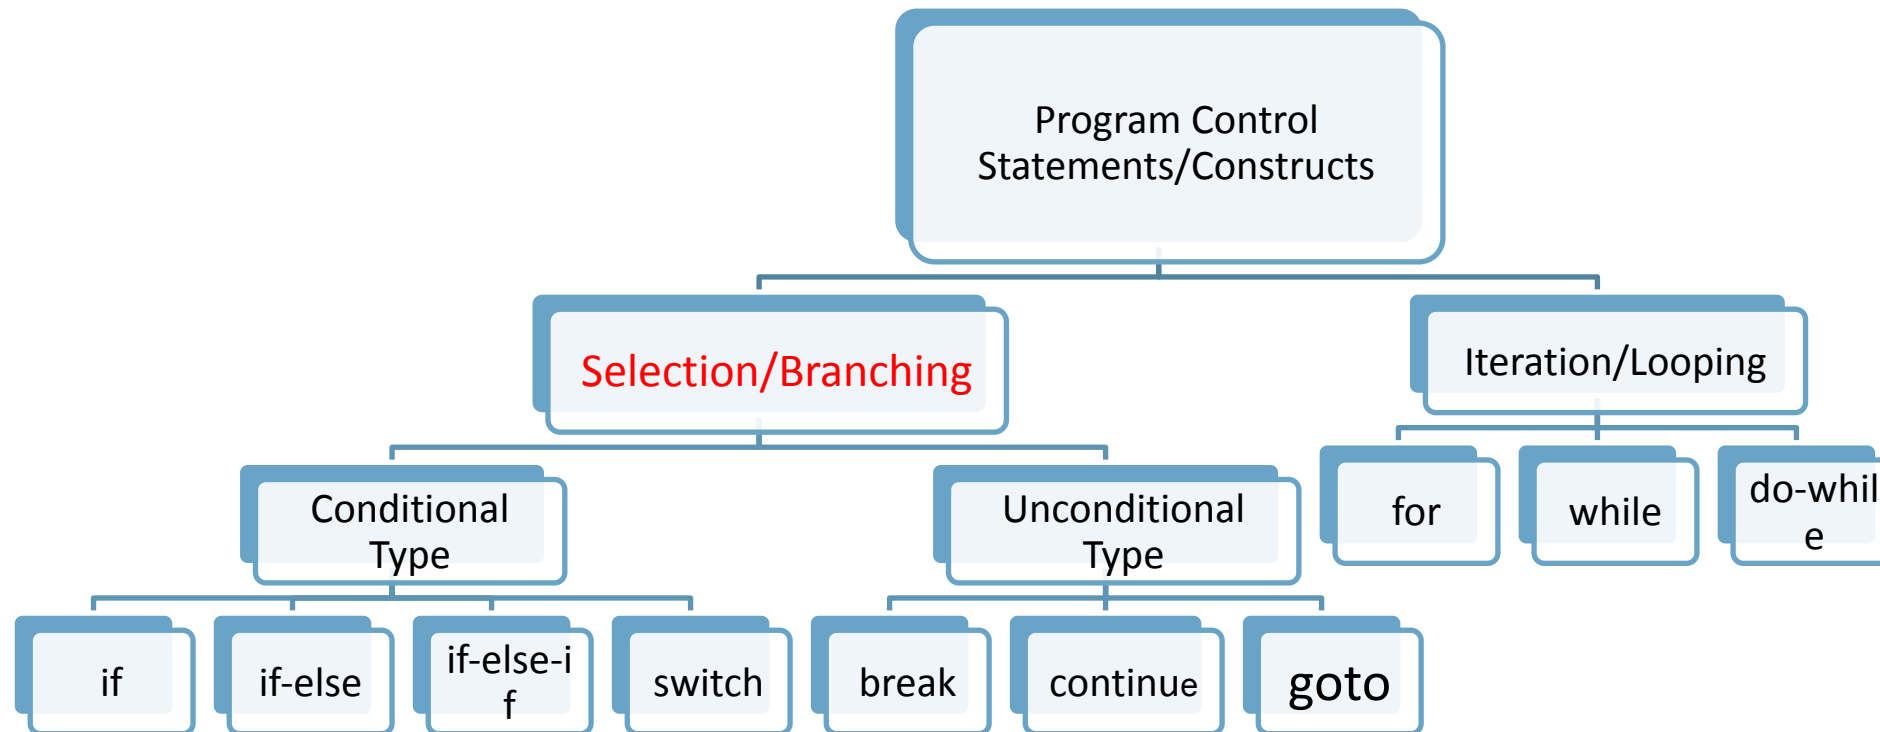 Program Control
Statements/Constructs
Selection/Branching
Iteration/Looping
Conditional
Type
Unconditional
Type
for
while
do-whil
e
if
if-else
if-else-i
f
switch
break
continue
goto